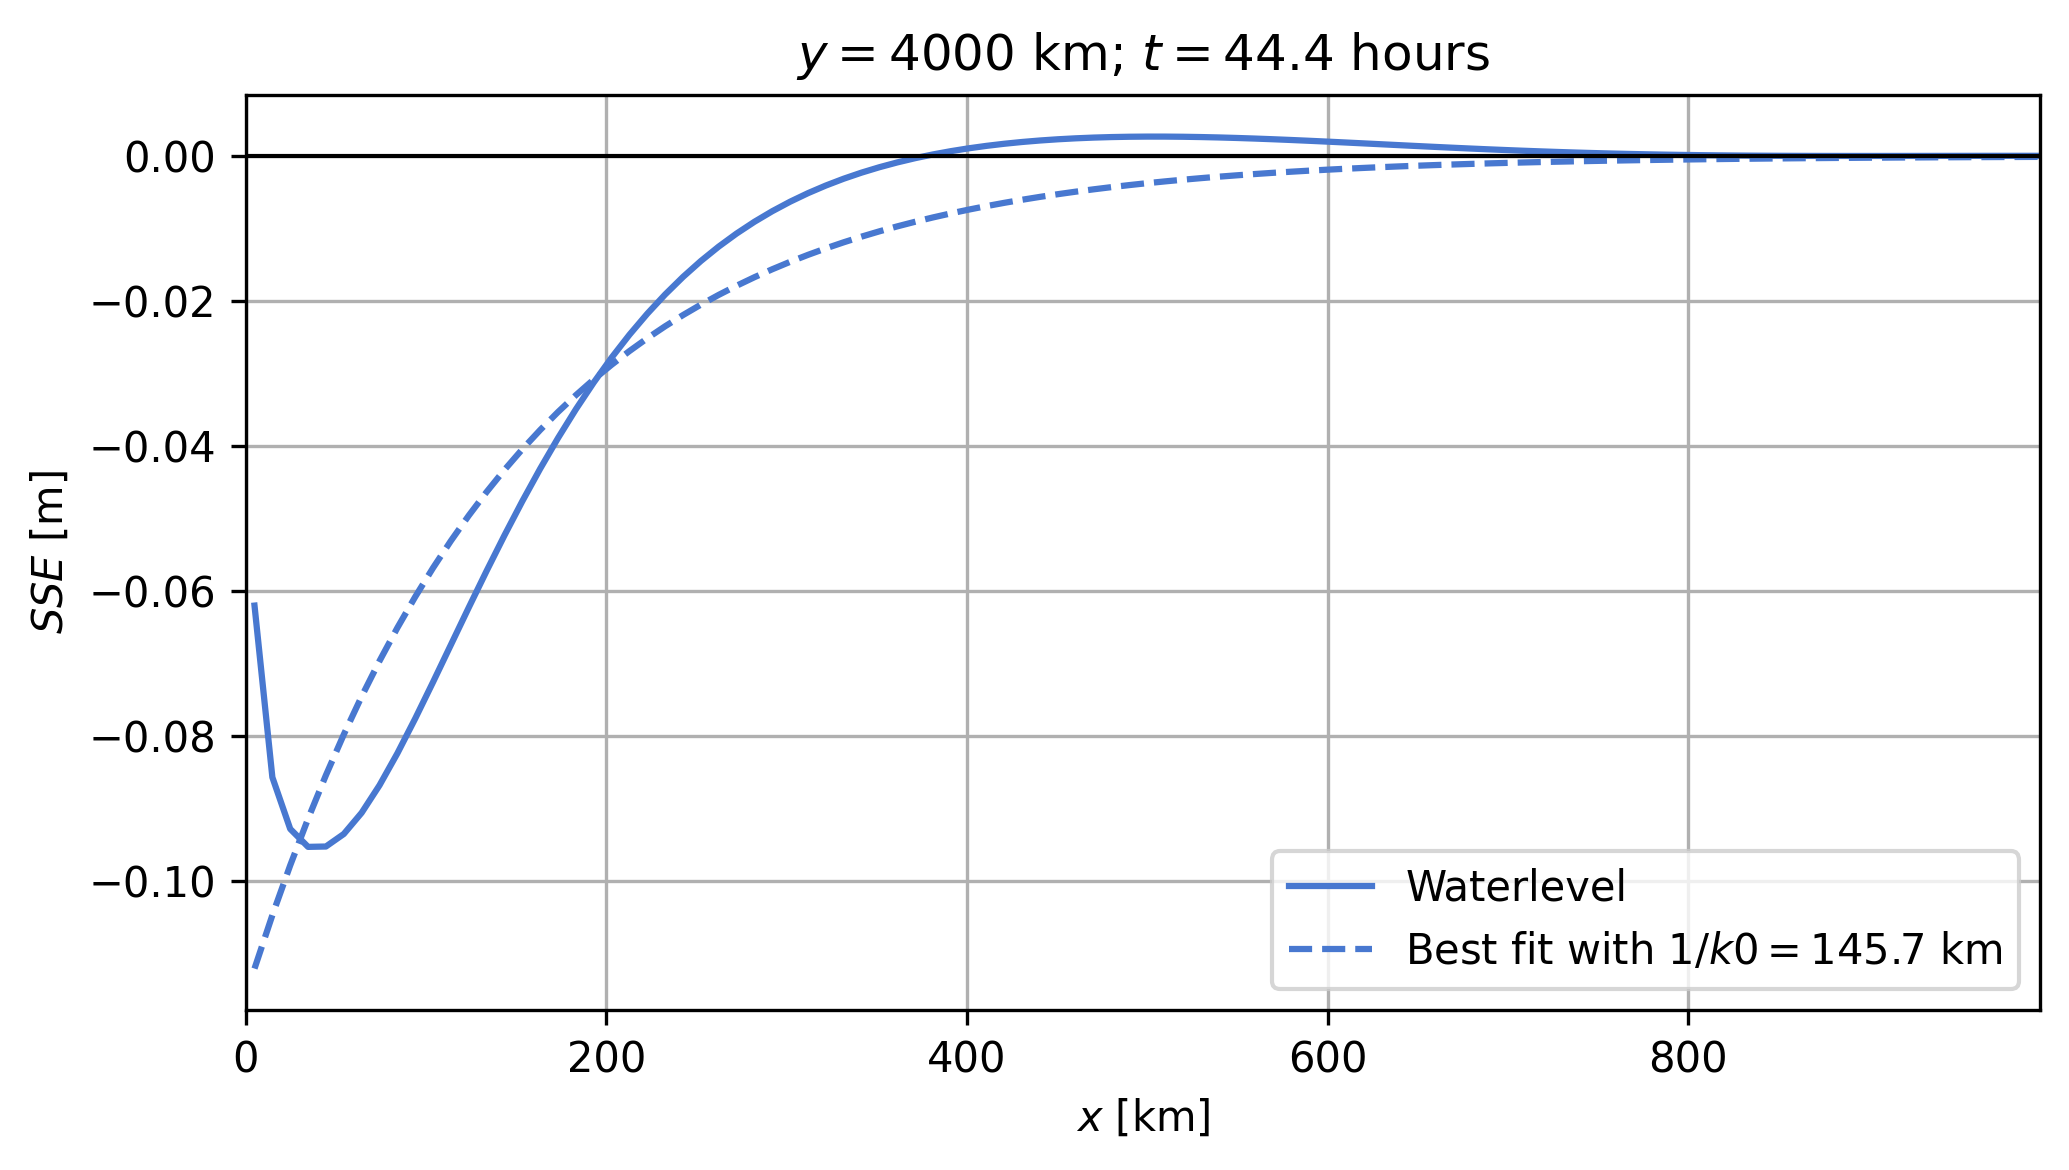 y = 4000 km; t = 44.4 hours
0.00
−0.02
−0.04
−0.06
−0.08
−0.10
SSE [m]
0 200 400 600 800
x [km]
Waterlevel
Best fit with 1/k0 = 145.7 km